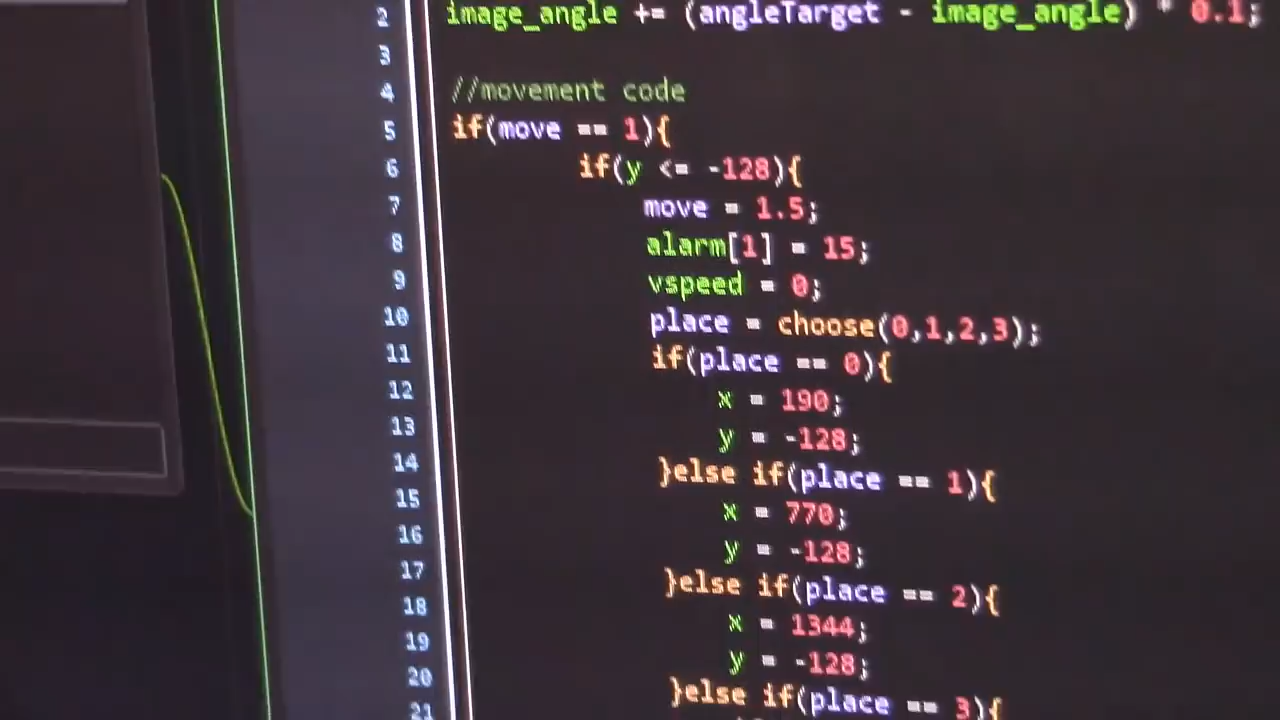 2 image_angle += (angleTarget - image_angle) * 0.1;
3
4 //movement code
5 if(move == 1){
6 if(y <= -128){
7 move = 1.5;
8 alarm[1] = 15;
9 vspeed = 0;
10 place = choose(0,1,2,3);
11 if(place == 0){
12 x = 190;
13 y = -128;
14 }else if(place == 1){
15 x = 770;
16 y = -128;
17 }else if(place == 2){
18 x = 1344;
19 y = -128;
20 }else if(place == 3){
21